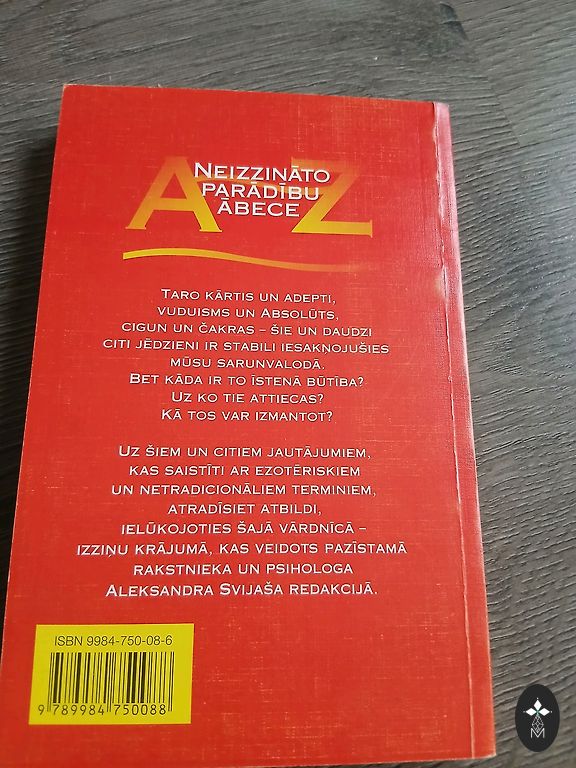 A Z
NEIZZINĀTO
PARĀDĪBU
ĀBECE
TARO KĀRTIS UN ADEPTI,
VUDUISMS UN ABSOLŪTS,
CIGUN UN ČAKRAS – ŠIE UN DAUDZI
CITI JĒDZIENI IR STABILI IESAKŅOJUŠIES
MŪSU SARUNVALODĀ.
BET KĀDA IR TO ĪSTENĀ BŪTĪBA?
UZ KO TIE ATTIECAS?
KĀ TOS VAR IZMANTOT?
UZ ŠIEM UN CITIEM JAUTĀJUMIEM,
KAS SAISTĪTI AR EZOTĒRISKIEM
UN NETRADICIONĀLIEM TERMINIEM,
ATRADĪSIET ATBILDI,
IELŪKOJOTIES ŠAJĀ VĀRDNĪCĀ –
IZZIŅU KRĀJUMĀ, KAS VEIDOTS PAZĪSTAMĀ
RAKSTNIEKA UN PSIHOLOGA
ALEKSANDRA SVIJAŠA REDAKCIJĀ.
ISBN 9984-750-08-6
9 789984 750088
M